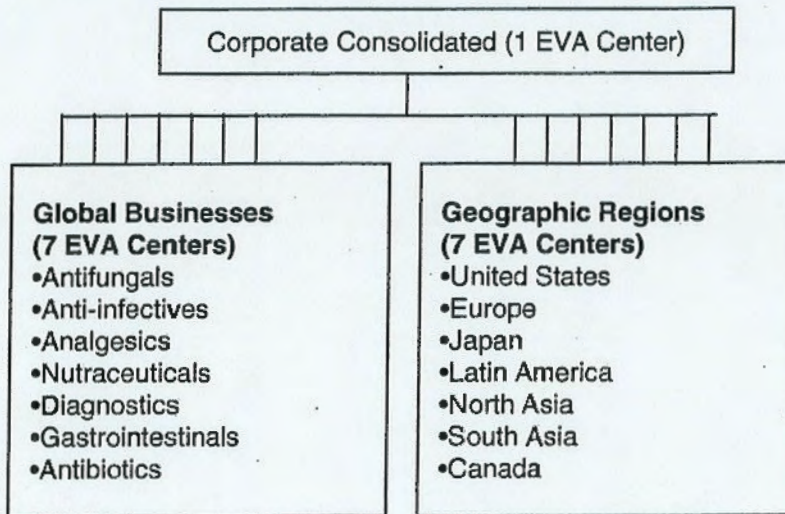 Corporate Consolidated (1 EVA Center)
Global Businesses
(7 EVA Centers)
•Antifungals
•Anti-infectives
•Analgesics
•Nutraceuticals
•Diagnostics
•Gastrointestinals
•Antibiotics
Geographic Regions
(7 EVA Centers)
•United States
•Europe
•Japan
•Latin America
•North Asia
•South Asia
•Canada